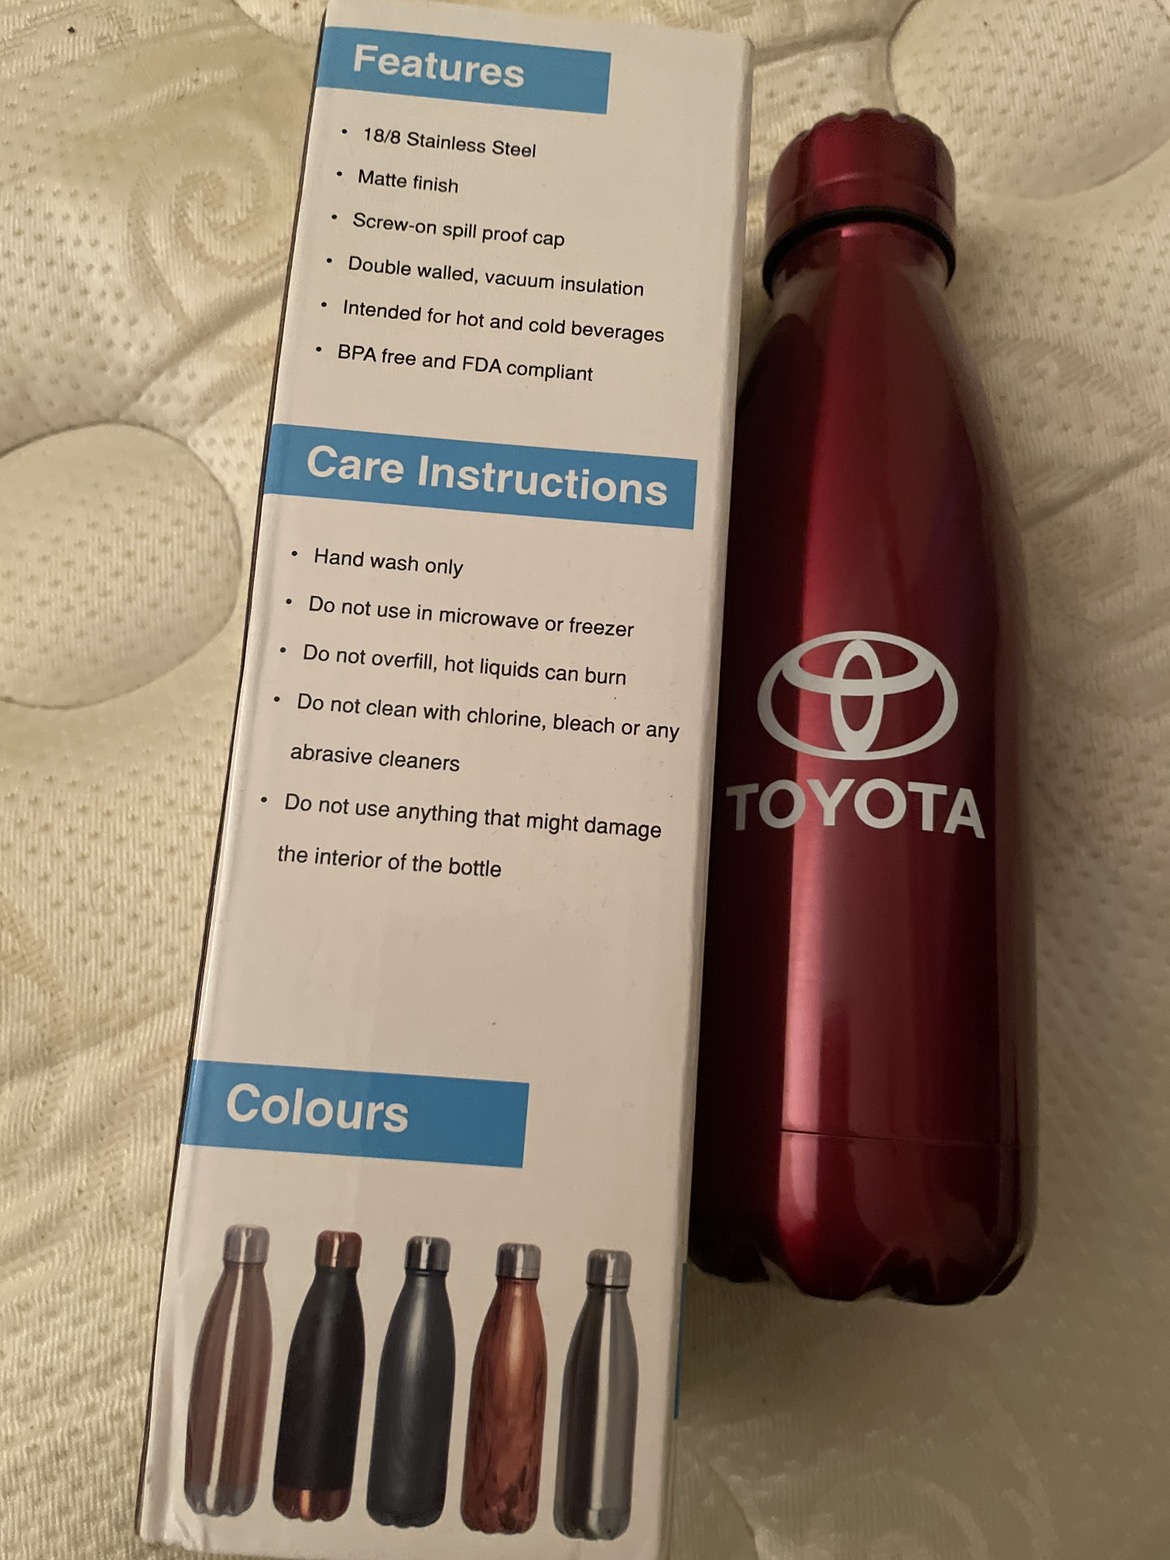 Features
• 18/8 Stainless Steel
• Matte finish
• Screw-on spill proof cap
• Double walled, vacuum insulation
• Intended for hot and cold beverages
• BPA free and FDA compliant
Care Instructions
• Hand wash only
• Do not use in microwave or freezer
• Do not overfill, hot liquids can burn
• Do not clean with chlorine, bleach or any
abrasive cleaners
• Do not use anything that might damage
the interior of the bottle
Colours
TOYOTA